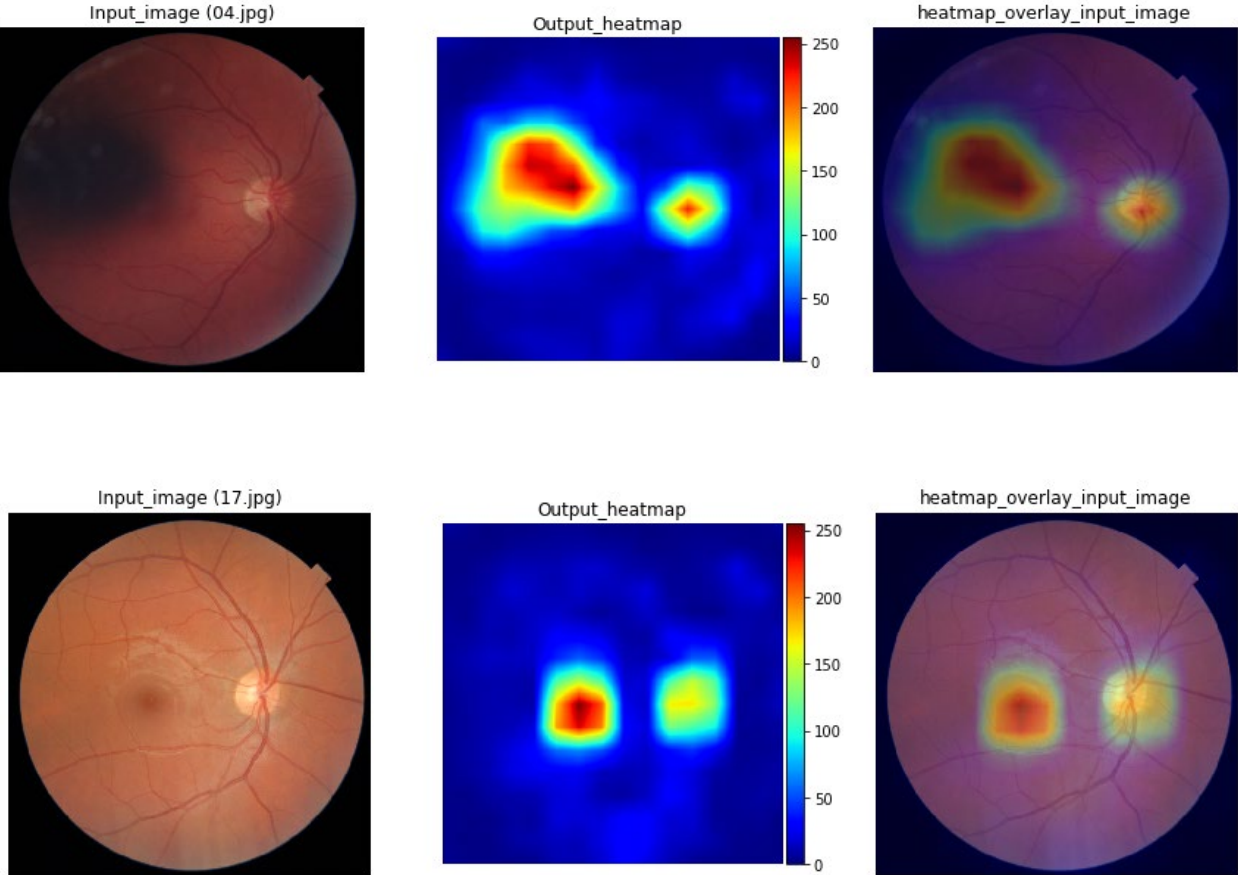 Input_image (04.jpg)
Output_heatmap
heatmap_overlay_input_image
250
200
150
100
50
0
Input_image (17.jpg)
Output_heatmap
heatmap_overlay_input_image
250
200
150
100
50
0